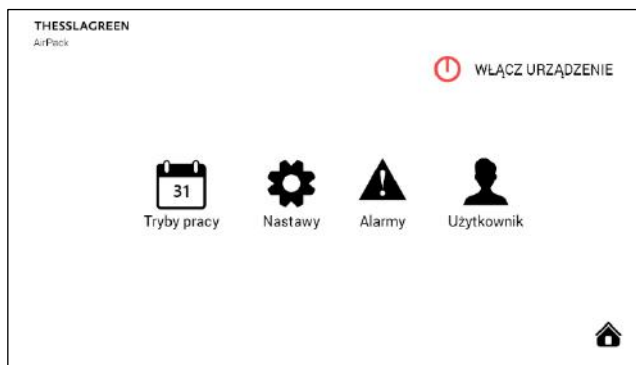 THESSLAGREEN
AirPack
WŁĄCZ URZĄDZENIE
31
Tryby pracy
Nastawy
Alarmy
Użytkownik